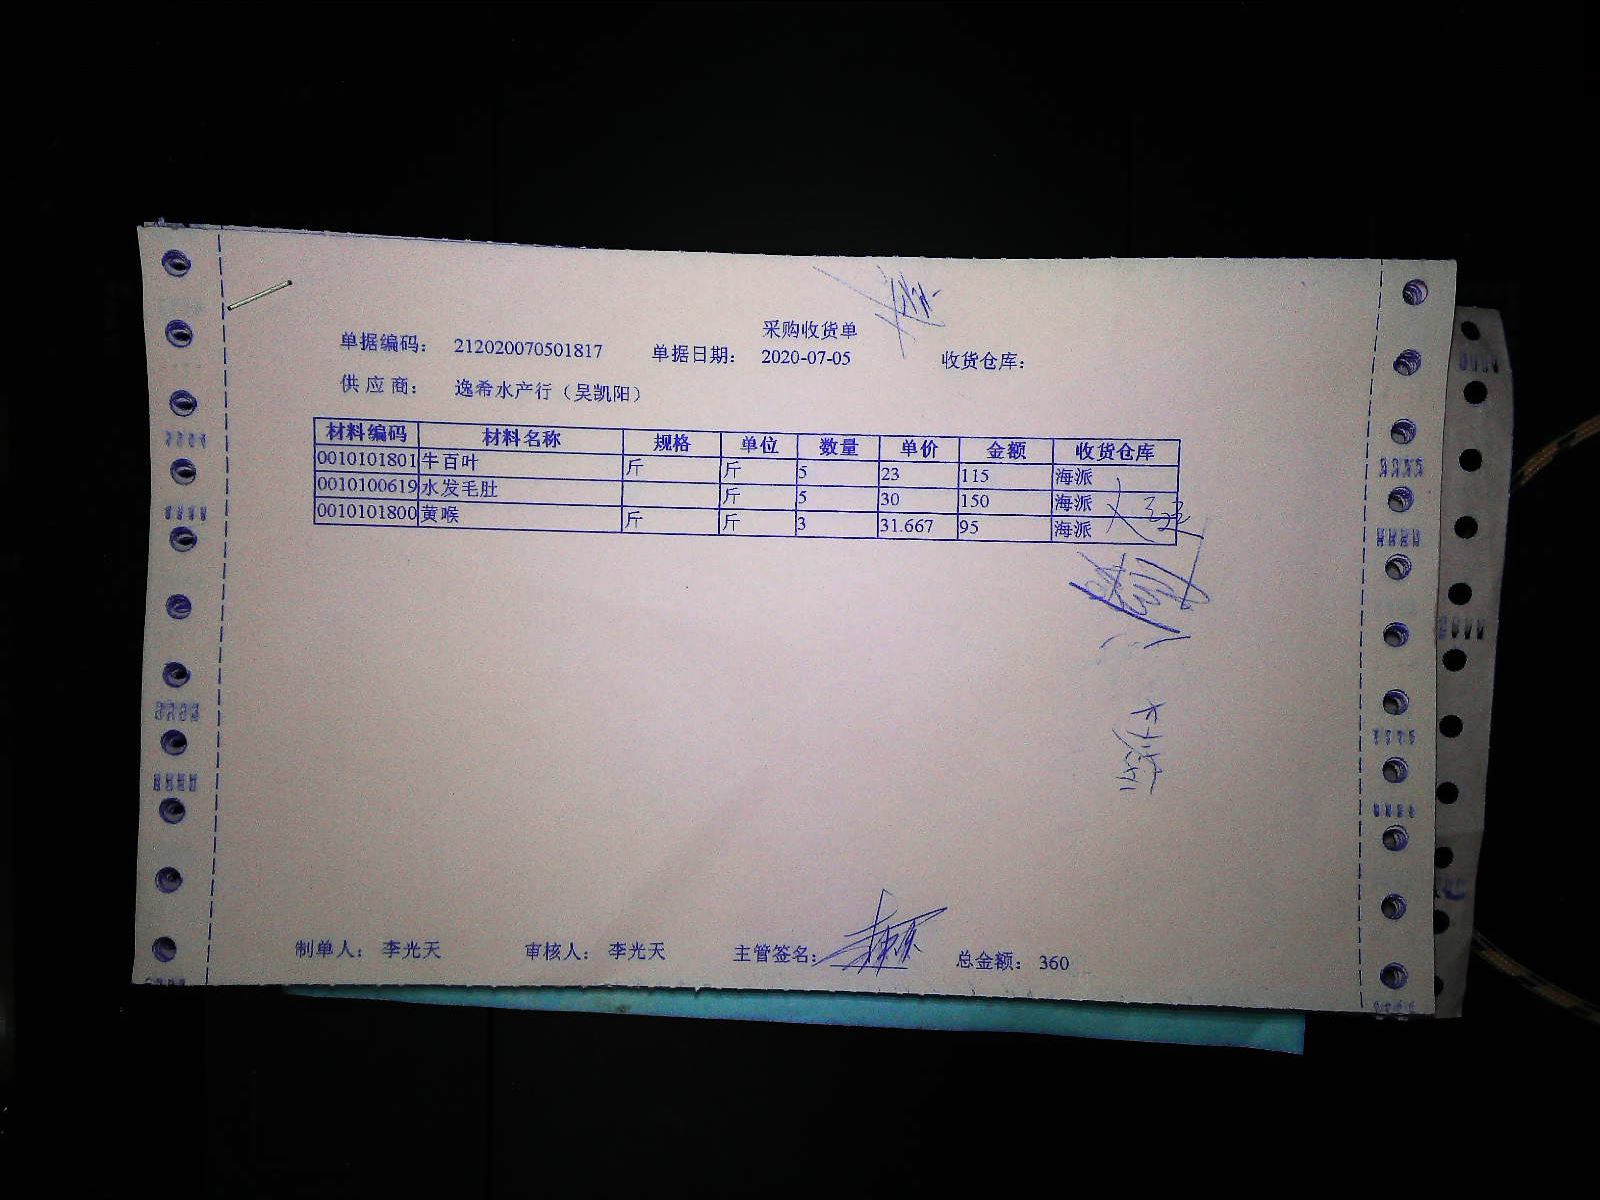 采购收货单
单据编码： 212020070501817 单据日期： 2020-07-05 收货仓库：
供 应 商： 逸希水产行（吴凯阳）
材料编码 材料名称 规格 单位 数量 单价 金额 收货仓库
0010101801 牛百叶 斤 斤 5 23 115 海派
0010100619 水发毛肚 斤 5 30 150 海派
0010101800 黄喉 斤 斤 3 31.667 95 海派
制单人： 李光天 审核人： 李光天 主管签名： 总金额： 360